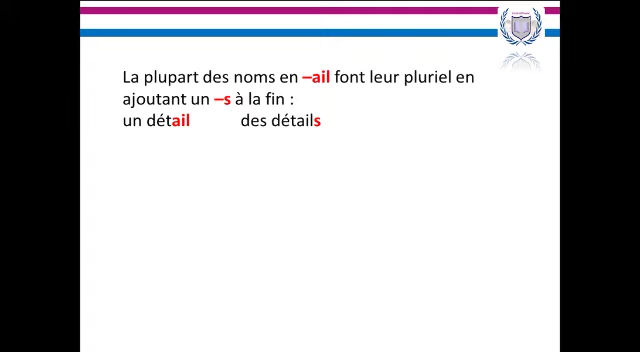 La plupart des noms en –ail font leur pluriel en
ajoutant un –s à la fin :
un détail des détails